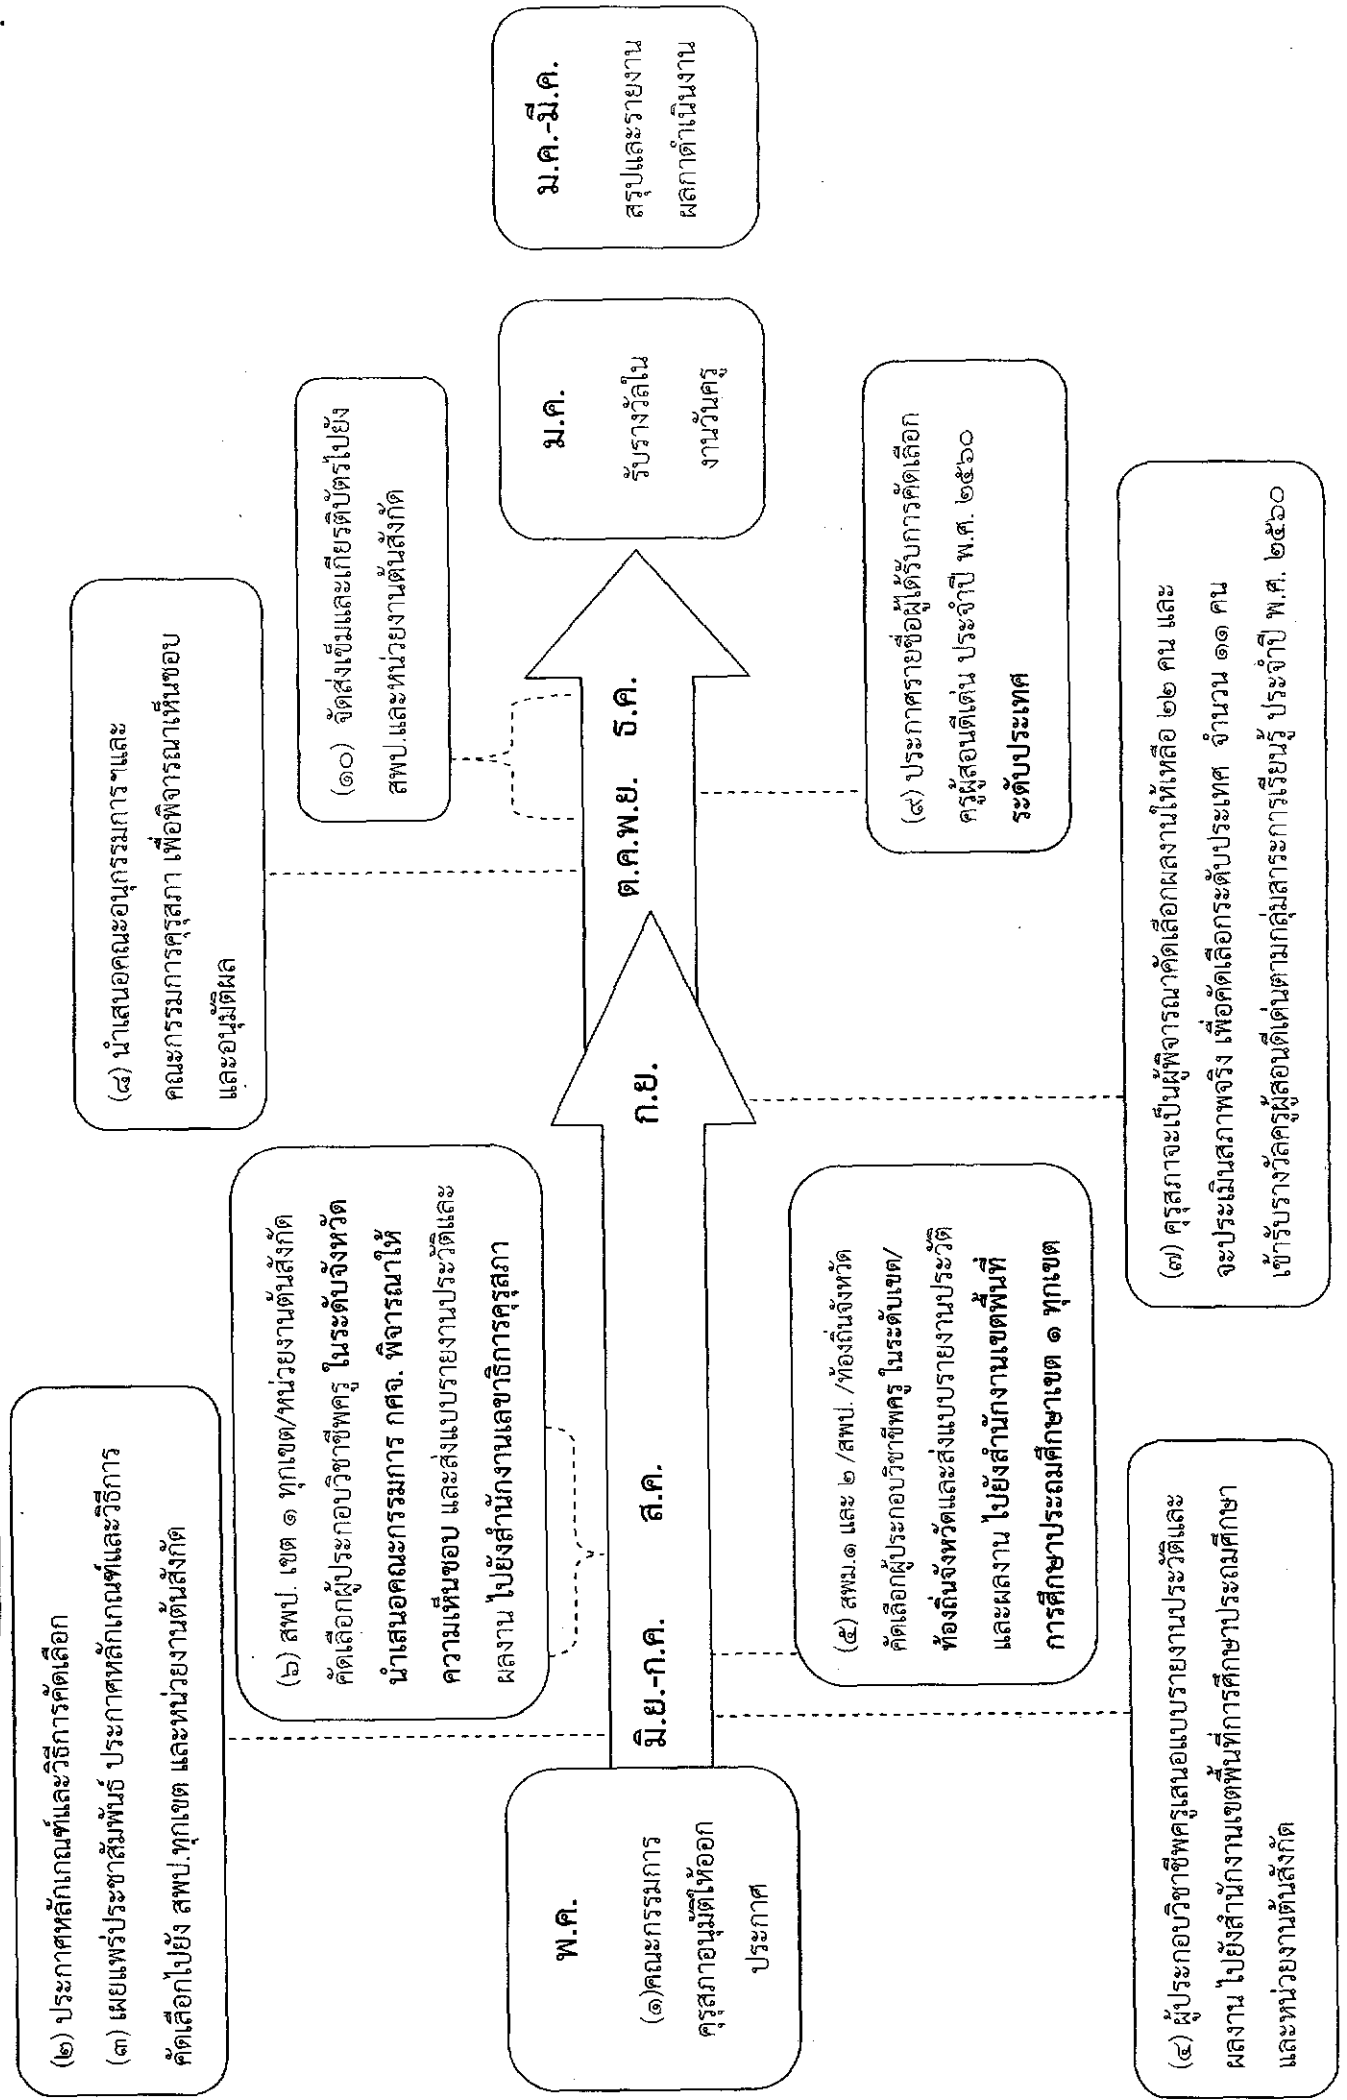 (๒) ประกาศหลักเกณฑ์และวิธีการคัดเลือก
(๓) เผยแพร่ประชาสัมพันธ์ ประกาศหลักเกณฑ์และวิธีการ
คัดเลือกไปยัง สพป.ทุกเขต และหน่วยงานต้นสังกัด
(๖) สพป. เขต ๑ ทุกเขต/หน่วยงานต้นสังกัด
คัดเลือกผู้ประกอบวิชาชีพครู ในระดับจังหวัด
นำเสนอคณะกรรมการ กศจ. พิจารณาให้
ความเห็นชอบ และส่งแบบรายงานประวัติและ
ผลงาน ไปยังสำนักงานเลขาธิการคุรุสภา
(๘) นำเสนอคณะอนุกรรมการฯและ
คณะกรรมการคุรุสภา เพื่อพิจารณาเห็นชอบ
และอนุมัติผล
(๑๐) จัดส่งเข็มและเกียรติบัตรไปยัง
สพป.และหน่วยงานต้นสังกัด
พ.ค.
(๑)คณะกรรมการ
คุรุสภาอนุมัติให้ออก
ประกาศ
มิ.ย.-ก.ค. ส.ค. ก.ย. ต.ค.พ.ย. ธ.ค.
ม.ค.
รับรางวัลใน
งานวันครู
ม.ค.-มี.ค.
สรุปและรายงาน
ผลกาดำเนินงาน
(๕) สพม.๑ และ ๒ /สพป. /ท้องถิ่นจังหวัด
คัดเลือกผู้ประกอบวิชาชีพครู ในระดับเขต/
ท้องถิ่นจังหวัดและส่งแบบรายงานประวัติ
และผลงาน ไปยังสำนักงานเขตพื้นที่
การศึกษาประถมศึกษาเขต ๑ ทุกเขต
(๙) ประกาศรายชื่อผู้ได้รับการคัดเลือก
ครูผู้สอนดีเด่น ประจำปี พ.ศ. ๒๕๖๐
ระดับประเทศ
(๔) ผู้ประกอบวิชาชีพครูเสนอแบบรายงานประวัติและ
ผลงาน ไปยังสำนักงานเขตพื้นที่การศึกษาประถมศึกษา
และหน่วยงานต้นสังกัด
(๗) คุรุสภาจะเป็นผู้พิจารณาคัดเลือกผลงานให้เหลือ ๒๒ คน และ
จะประเมินสภาพจริง เพื่อคัดเลือกระดับประเทศ จำนวน ๑๑ คน
เข้ารับรางวัลครูผู้สอนดีเด่นตามกลุ่มสาระการเรียนรู้ ประจำปี พ.ศ. ๒๕๖๐